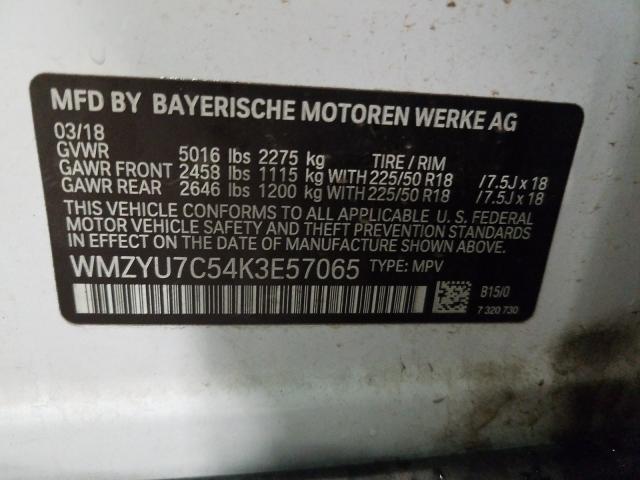 MFD BY BAYERISCHE MOTOREN WERKE AG
03/18
GVWR 5016 lbs 2275 kg TIRE / RIM
GAWR FRONT 2458 lbs 1115 kg WITH 225/50 R18 /7.5J x 18
GAWR REAR 2646 lbs 1200 kg WITH 225/50 R18 /7.5J x 18
THIS VEHICLE CONFORMS TO ALL APPLICABLE U. S. FEDERAL
MOTOR VEHICLE SAFETY AND THEFT PREVENTION STANDARDS
IN EFFECT ON THE DATE OF MANUFACTURE SHOWN ABOVE.
WMZYU7C54K3E57065 TYPE: MPV
B15/0
7 320 730